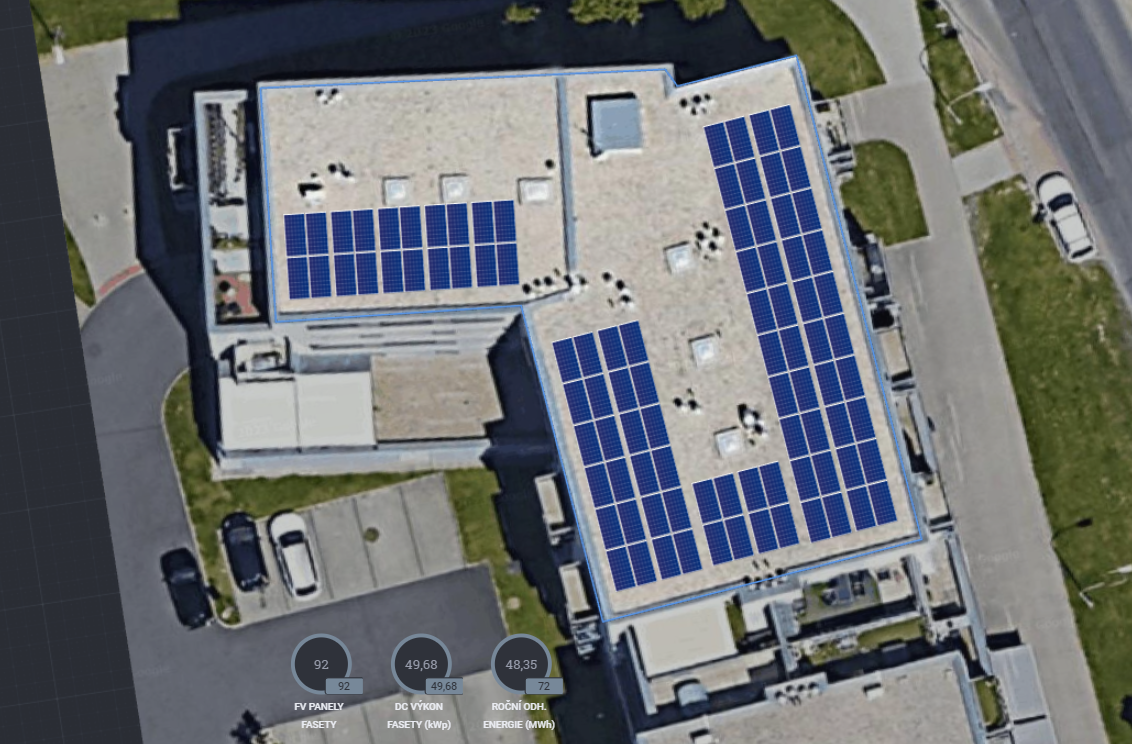 92
92
FV PANELY
FASETY
49,68
49,68
DC VÝKON
FASETY (kWp)
48,35
72
ROČNÍ ODH.
ENERGIE (MWh)